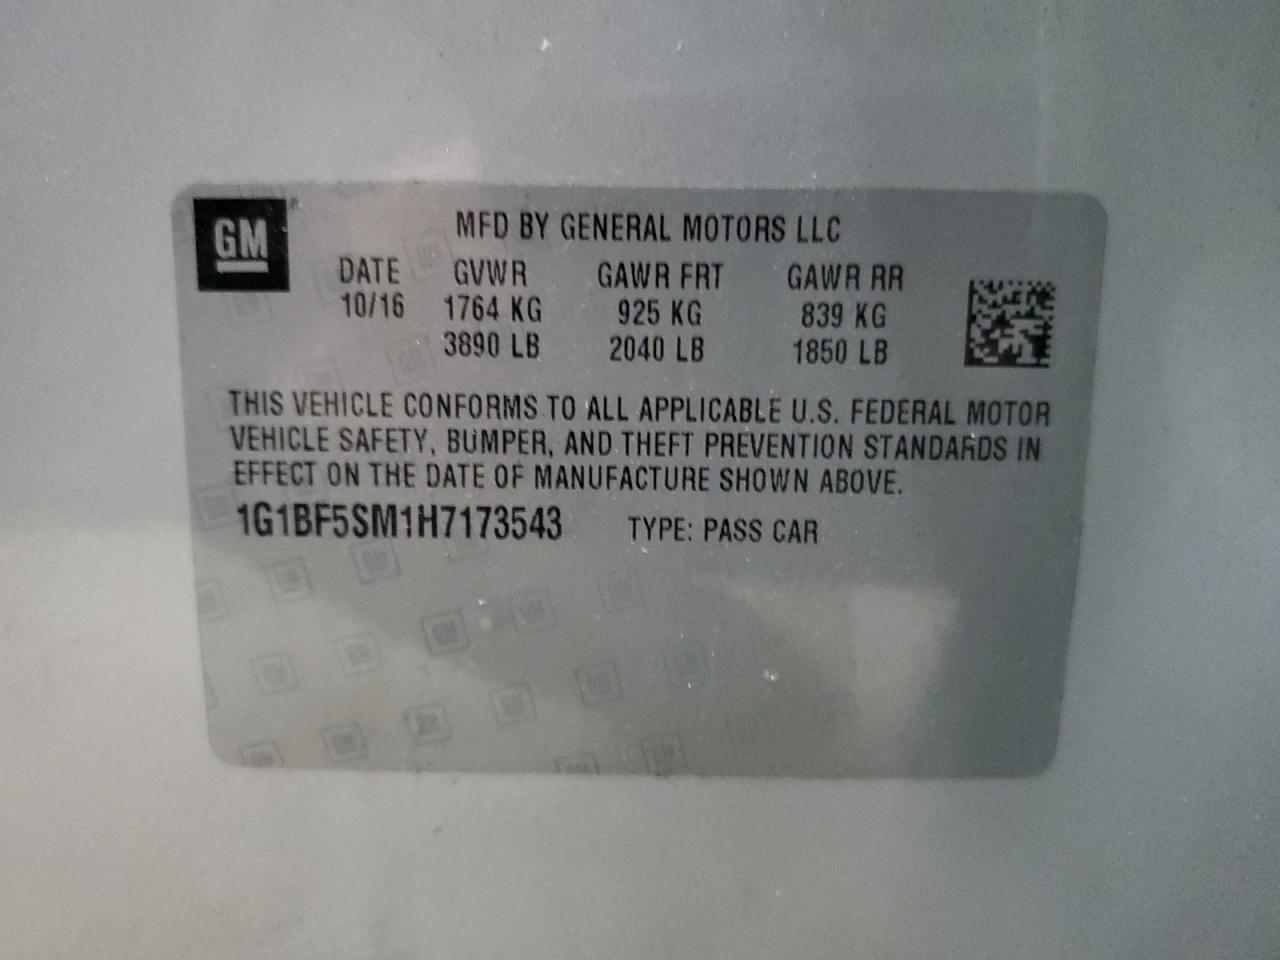 GM
MFD BY GENERAL MOTORS LLC
DATE GVWR GAWR FRT GAWR RR
10/16 1764 KG 925 KG 839 KG
3890 LB 2040 LB 1850 LB
THIS VEHICLE CONFORMS TO ALL APPLICABLE U.S. FEDERAL MOTOR
VEHICLE SAFETY, BUMPER, AND THEFT PREVENTION STANDARDS IN
EFFECT ON THE DATE OF MANUFACTURE SHOWN ABOVE.
1G1BF5SM1H7173543 TYPE: PASS CAR